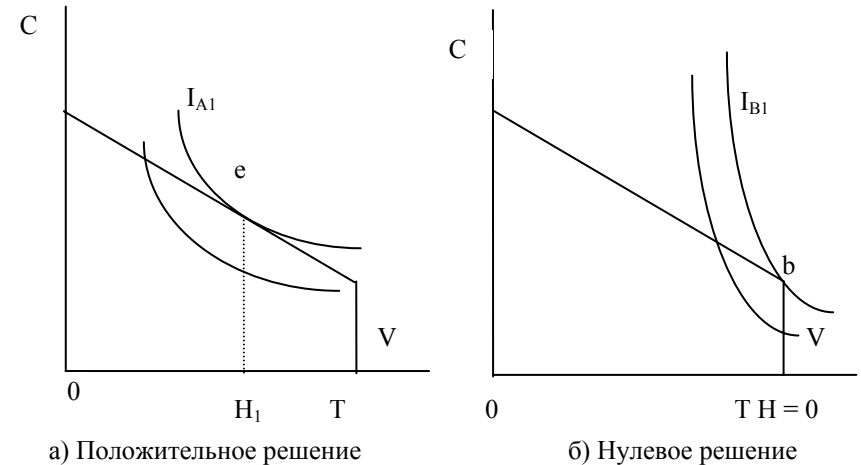 C
I_A1
e
V
0
H₁
T
а) Положительное решение
C
I_B1
b
V
0
T H = 0
б) Нулевое решение